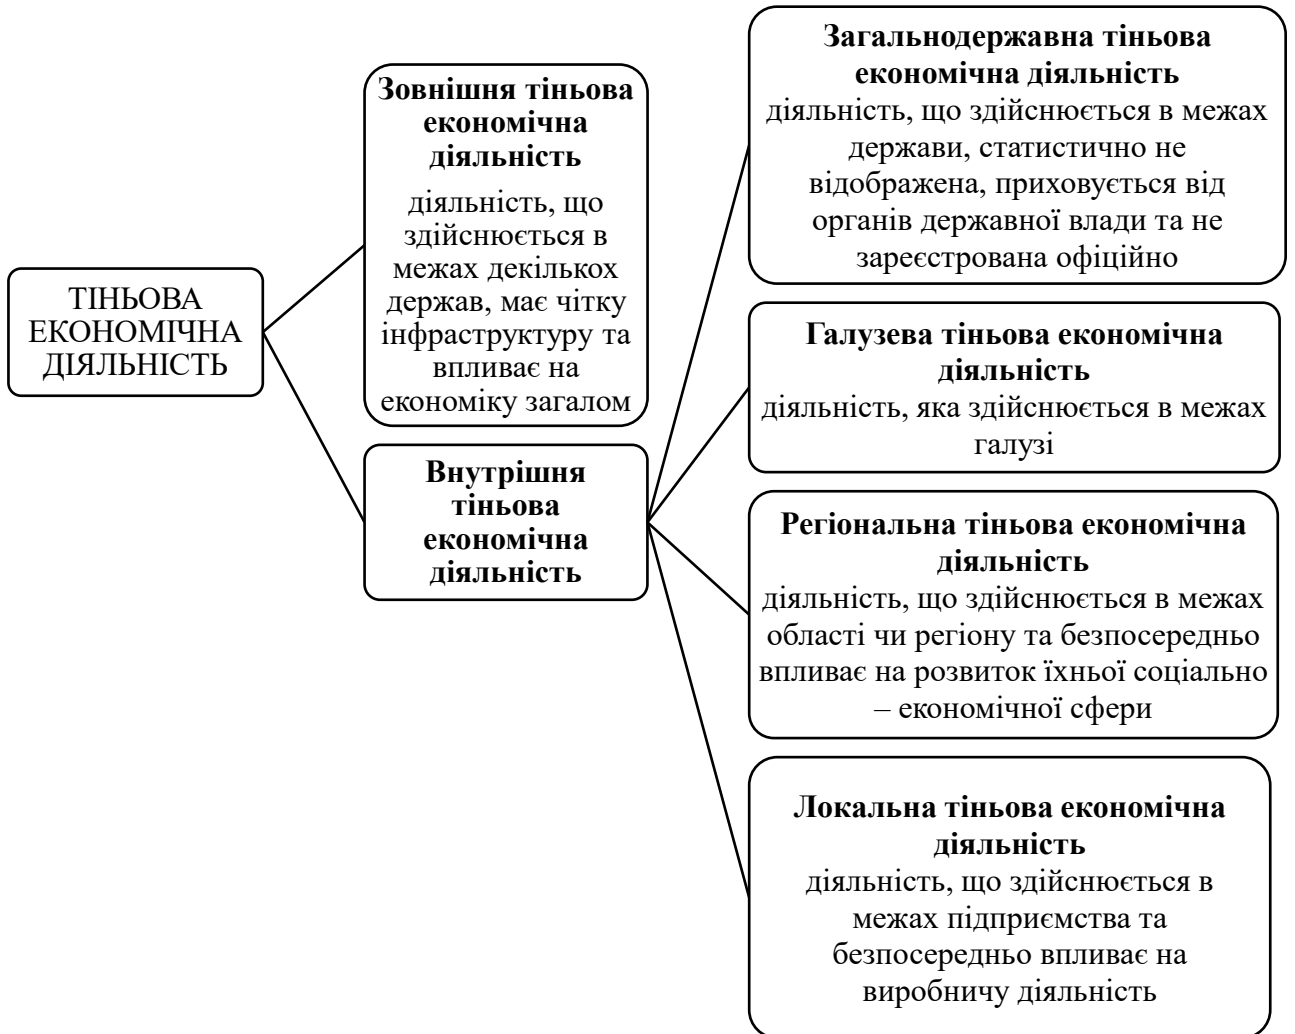 ТІНЬОВА
ЕКОНОМІЧНА
ДІЯЛЬНІСТЬ
Зовнішня тіньова
економічна
діяльність
діяльність, що
здійснюється в
межах декількох
держав, має чітку
інфраструктуру та
впливає на
економіку загалом
Внутрішня
тіньова
економічна
діяльність
Загальнодержавна тіньова
економічна діяльність
діяльність, що здійснюється в межах
держави, статистично не
відображена, приховується від
органів державної влади та не
зареєстрована офіційно
Галузева тіньова економічна
діяльність
діяльність, яка здійснюється в межах
галузі
Регіональна тіньова економічна
діяльність
діяльність, що здійснюється в межах
області чи регіону та безпосередньо
впливає на розвиток їхньої соціально
– економічної сфери
Локальна тіньова економічна
діяльність
діяльність, що здійснюється в
межах підприємства та
безпосередньо впливає на
виробничу діяльність